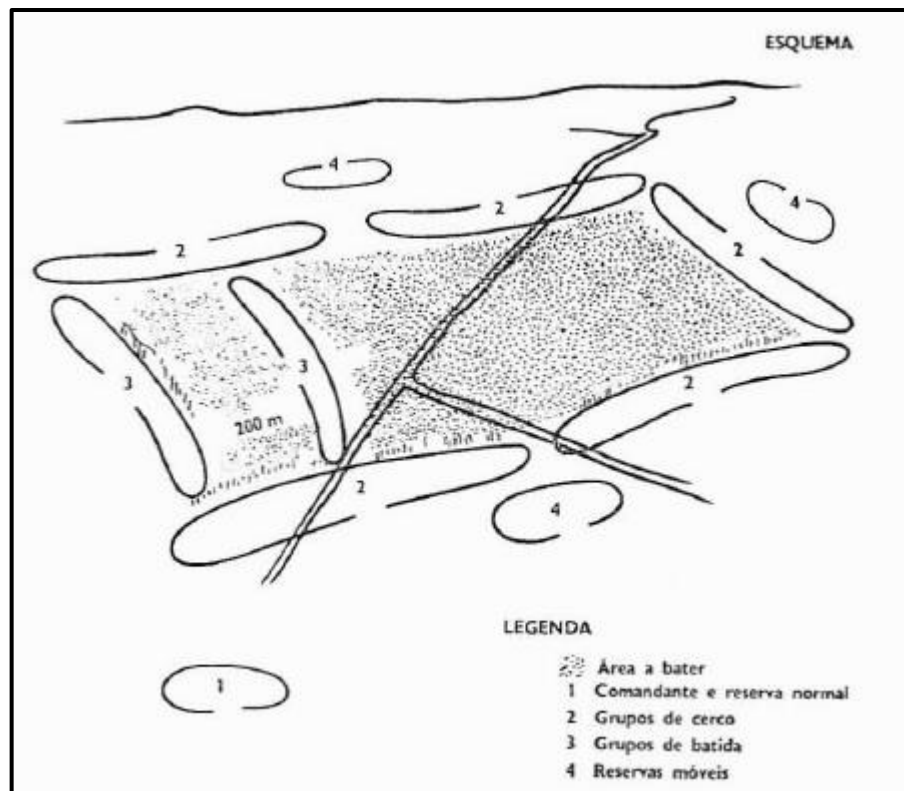 ESQUEMA
4
4
2
2
2
3
3
2
200 m
2
4
LEGENDA
Área a bater
1 Comandante e reserva normal
1
2 Grupos de cerco
3 Grupos de batida
4 Reservas móveis